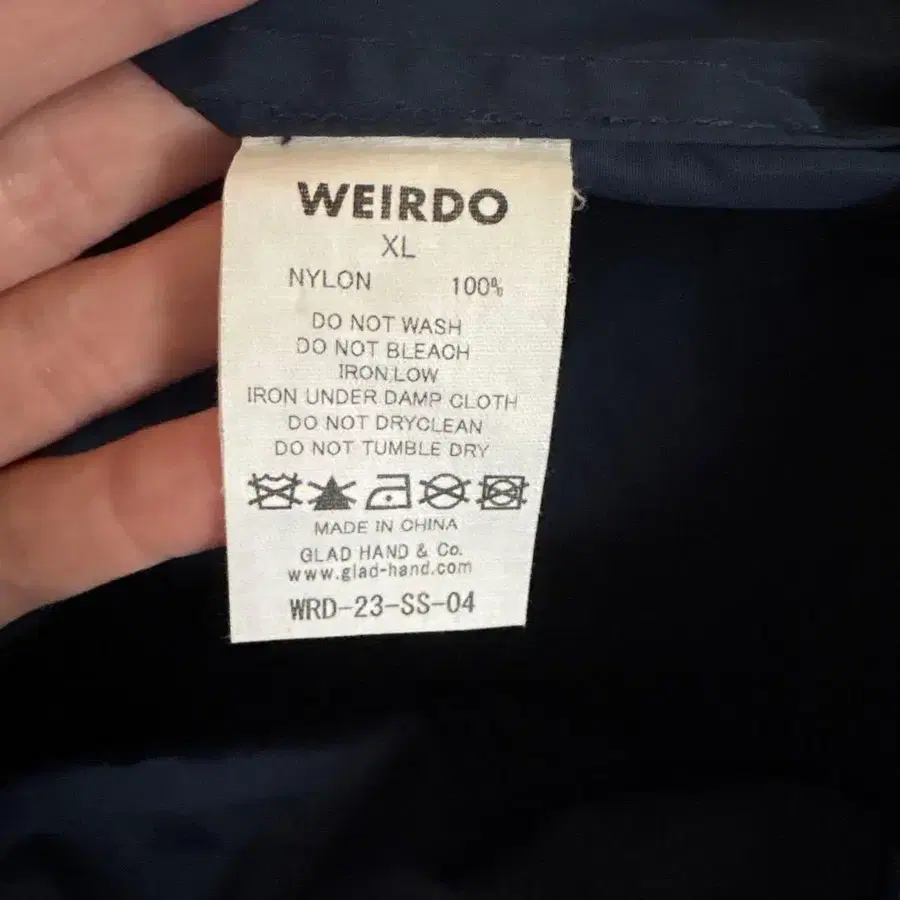 WEIRDO
XL
NYLON 100%
DO NOT WASH
DO NOT BLEACH
IRON LOW
IRON UNDER DAMP CLOTH
DO NOT DRYCLEAN
DO NOT TUMBLE DRY
MADE IN CHINA
GLAD HAND & Co.
www.glad-hand.com
WRD-23-SS-04